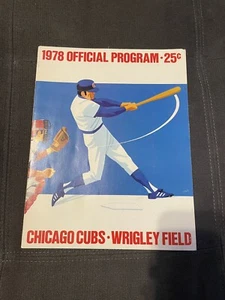 1978 OFFICIAL PROGRAM • 25¢
CHICAGO CUBS • WRIGLEY FIELD